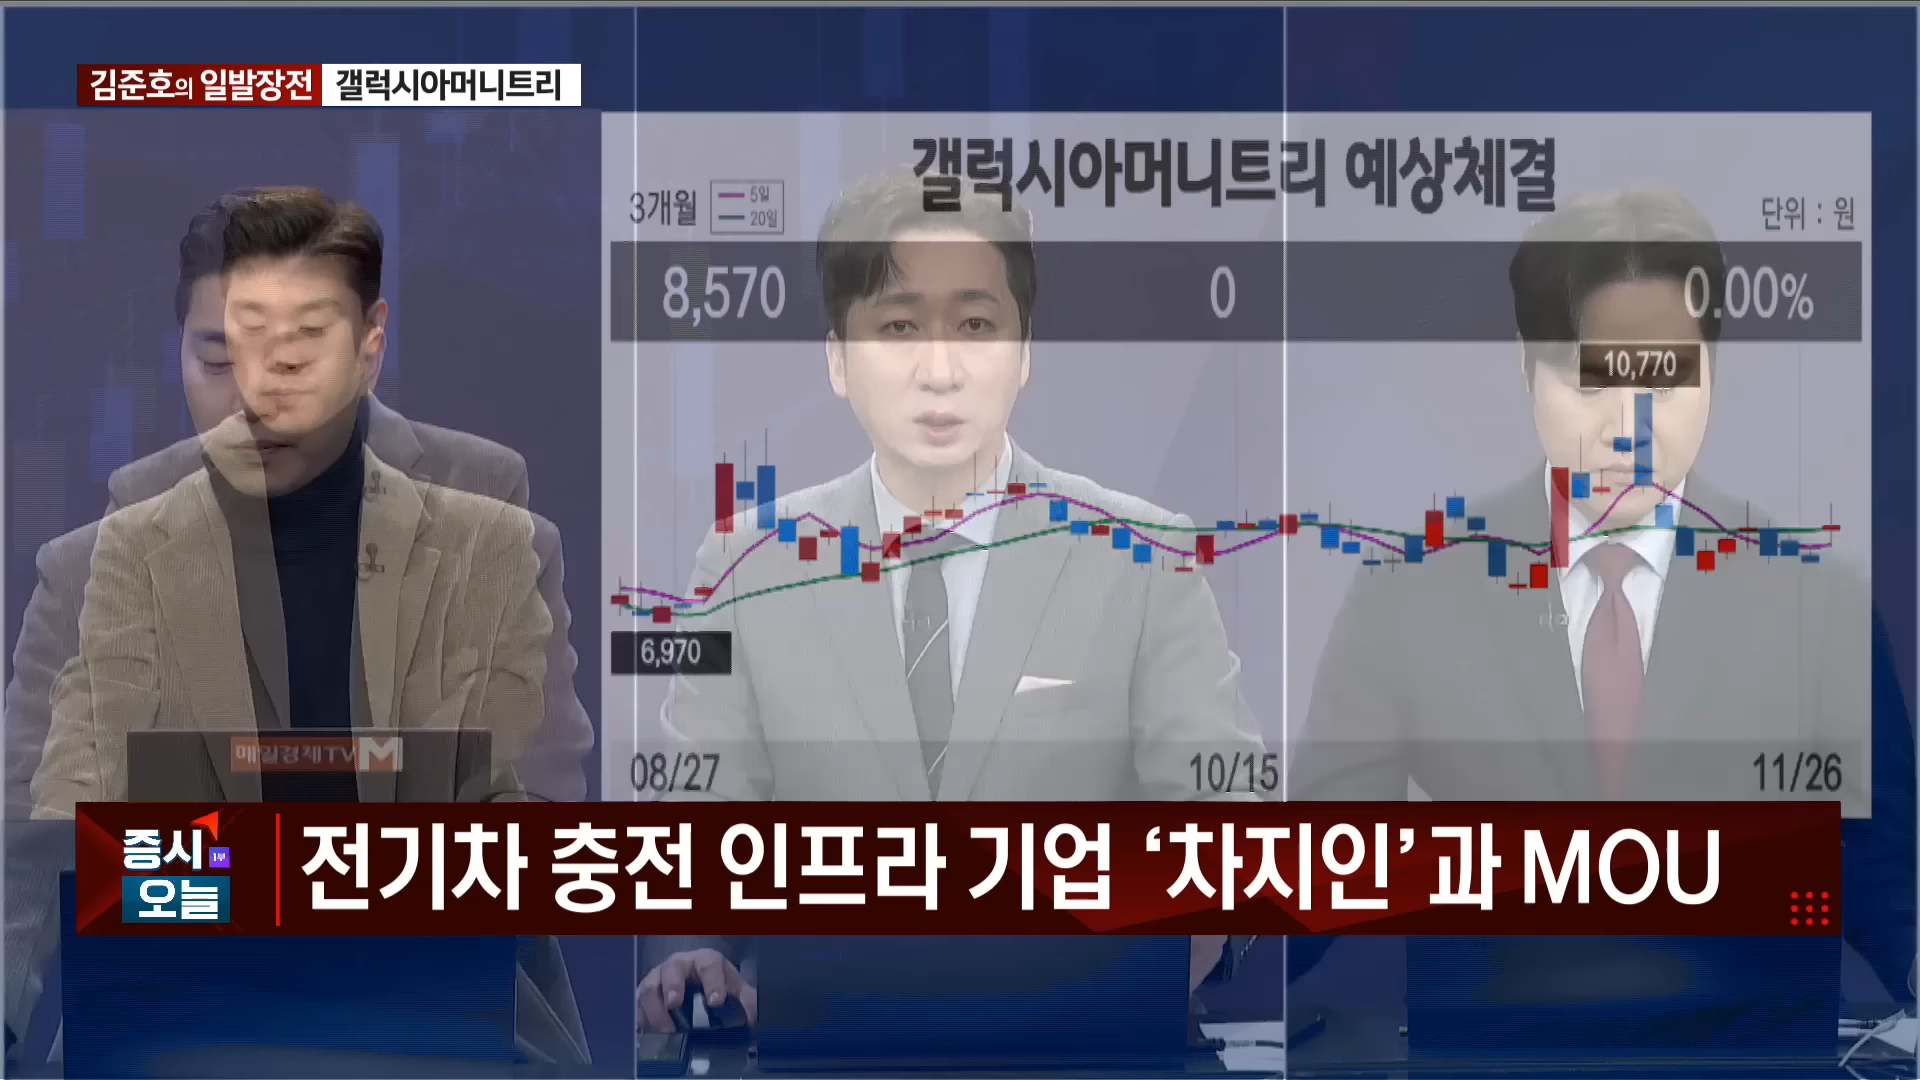 김준호의 일발장전 갤럭시아머니트리
갤럭시아머니트리 예상체결
3개월
5일
20일
단위 : 원
8,570 0 0.00%
10,770
6,970
매일경제TV M
08/27 10/15 11/26
증시 1부
오늘
전기차 충전 인프라 기업 ‘차지인’과 MOU